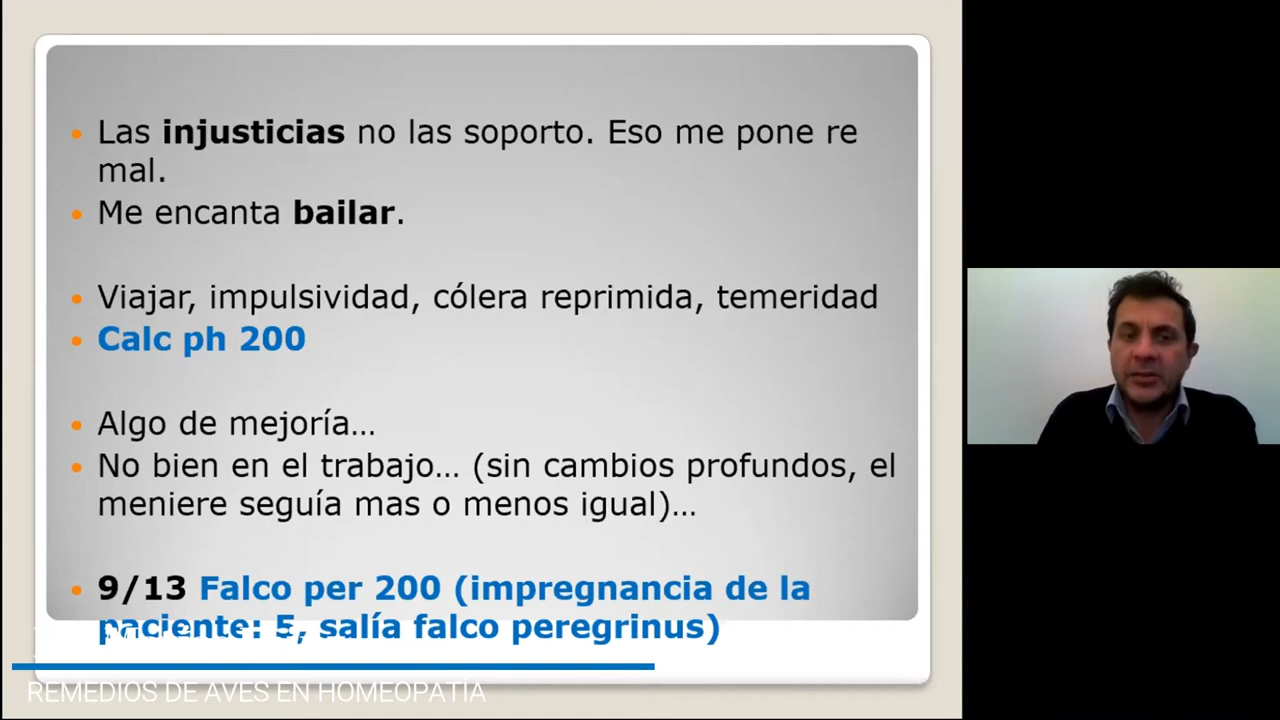 Las injusticias no las soporto. Eso me pone re
mal.
Me encanta bailar.
Viajar, impulsividad, cólera reprimida, temeridad
Calc ph 200
Algo de mejoría...
No bien en el trabajo... (sin cambios profundos, el
meniere seguía mas o menos igual)...
9/13 Falco per 200 (impregnancia de la
paciente: 5, salía falco peregrinus)
REMEDIOS DE AVES EN HOMEOPATIA